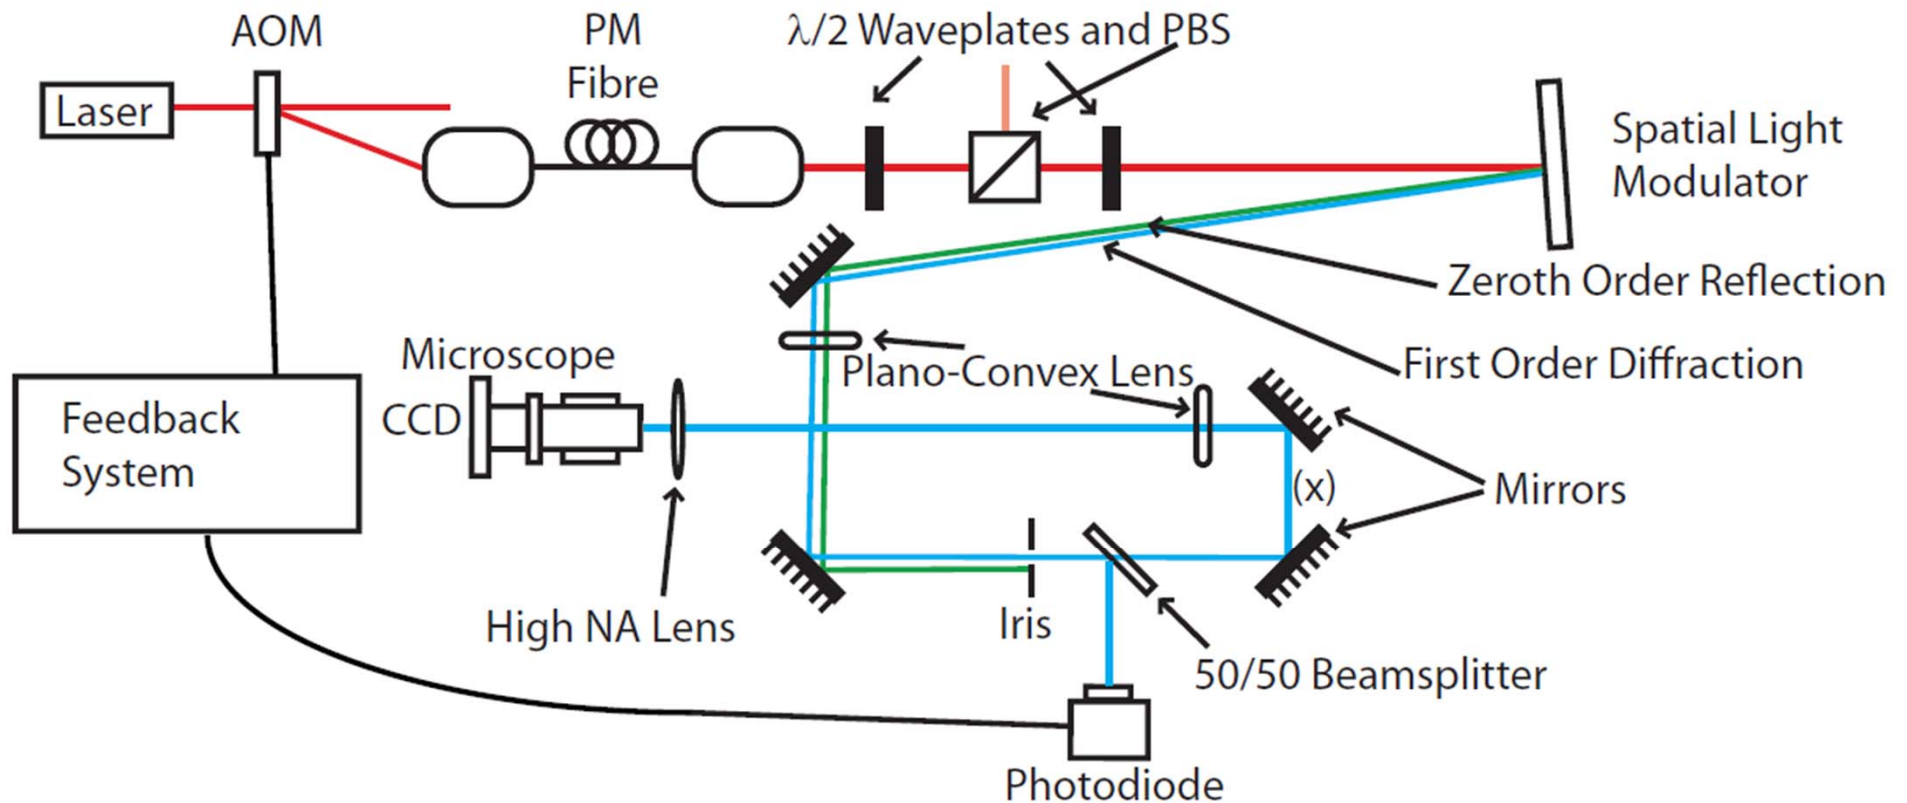 AOM
PM
Fibre
λ/2 Waveplates and PBS
Laser
Spatial Light
Modulator
Zeroth Order Reflection
First Order Diffraction
Microscope
Plano-Convex Lens
CCD
Feedback
System
(x)
Mirrors
High NA Lens
Iris
50/50 Beamsplitter
Photodiode